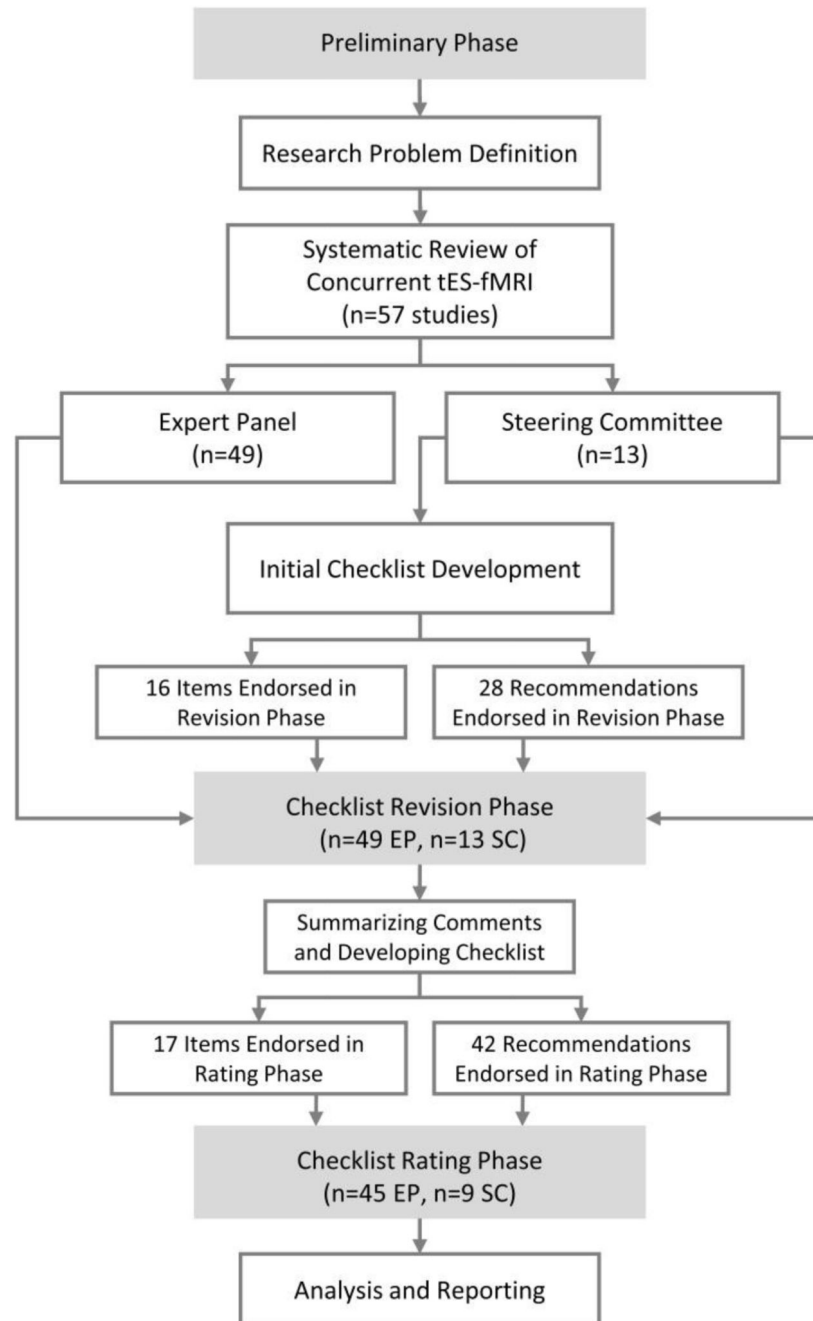 Preliminary Phase
Research Problem Definition
Systematic Review of
Concurrent tES-fMRI
(n=57 studies)
Expert Panel
(n=49)
Steering Committee
(n=13)
Initial Checklist Development
16 Items Endorsed in
Revision Phase
28 Recommendations
Endorsed in Revision Phase
Checklist Revision Phase
(n=49 EP, n=13 SC)
Summarizing Comments
and Developing Checklist
17 Items Endorsed in
Rating Phase
42 Recommendations
Endorsed in Rating Phase
Checklist Rating Phase
(n=45 EP, n=9 SC)
Analysis and Reporting